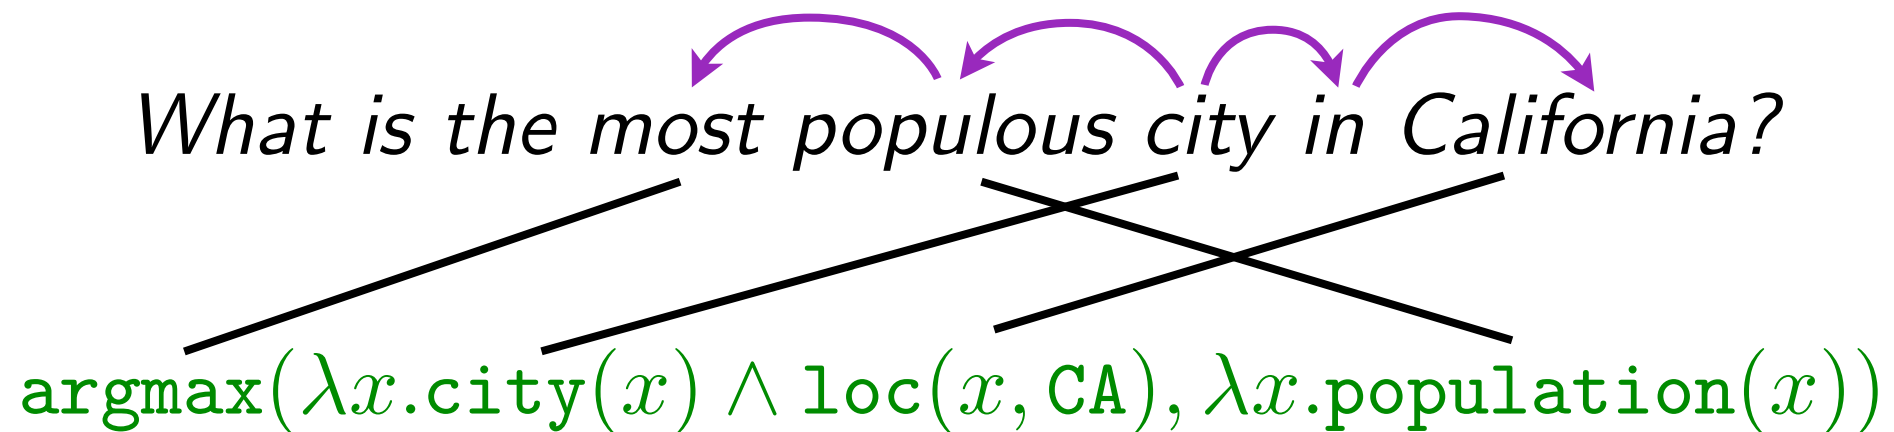 What is the most populous city in California?
argmax(λx.city(x) ∧ loc(x, CA), λx.population(x))